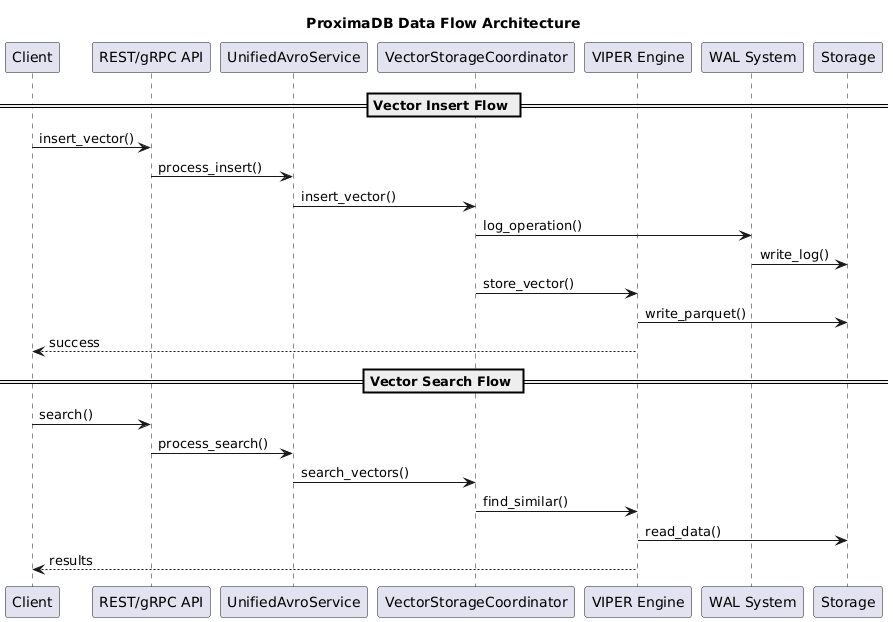 ProximaDB Data Flow Architecture
Client REST/gRPC API UnifiedAvroService VectorStorageCoordinator VIPER Engine WAL System Storage
Vector Insert Flow
insert_vector()
process_insert()
insert_vector()
log_operation()
write_log()
store_vector()
write_parquet()
success
Vector Search Flow
search()
process_search()
search_vectors()
find_similar()
read_data()
results
Client REST/gRPC API UnifiedAvroService VectorStorageCoordinator VIPER Engine WAL System Storage